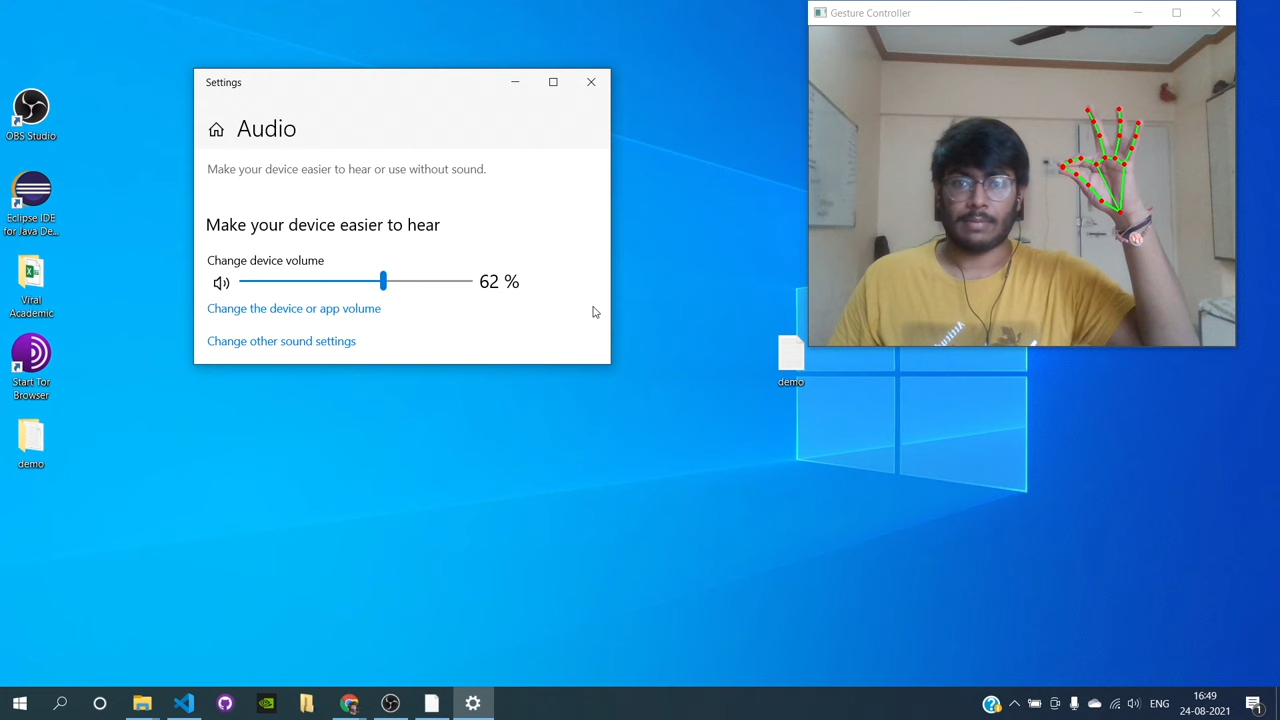 Gesture Controller
Settings
Audio
Make your device easier to hear or use without sound.
Make your device easier to hear
Change device volume
62 %
Change the device or app volume
Change other sound settings
OBS Studio
Eclipse IDE
for Java De...
Viral
Academic
Start Tor
Browser
demo
demo
ENG
16:49
24-08-2021
1